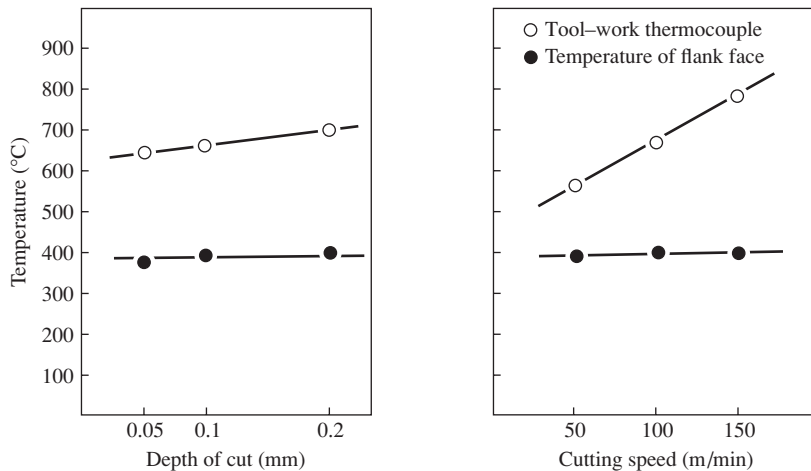 Temperature (°C)
900
800
700
600
500
400
300
200
100
0.05 0.1 0.2
Depth of cut (mm)
Tool–work thermocouple
Temperature of flank face
50 100 150
Cutting speed (m/min)